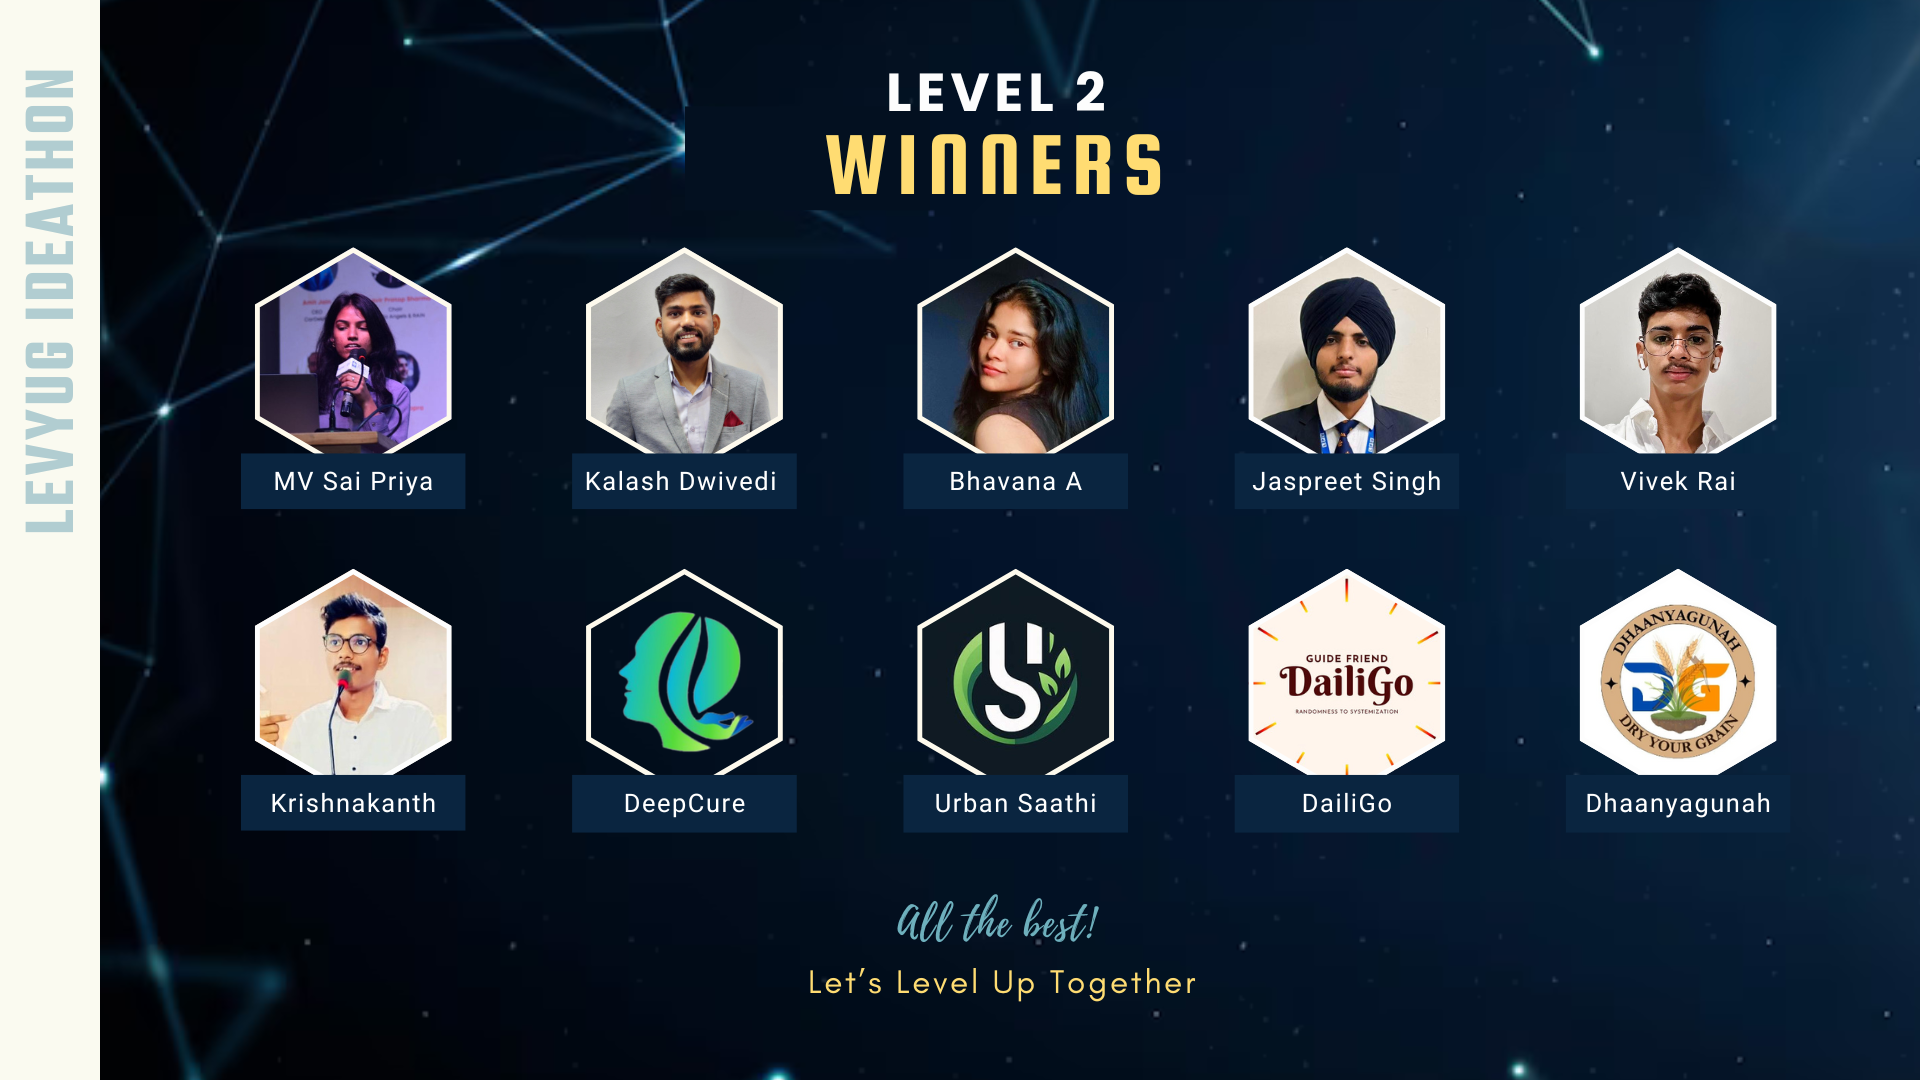 LEVYUG IDEATHON
LEVEL 2
WINNERS
MV Sai Priya
Kalash Dwivedi
Bhavana A
Jaspreet Singh
Vivek Rai
Krishnakanth
DeepCure
Urban Saathi
GUIDE FRIEND
DailiGo
RANDOMNESS TO SYSTEMIZATION
DailiGo
DHAANYAGUNAH
DG
DRY YOUR GRAIN
Dhaanyagunah
All the best!
Let's Level Up Together